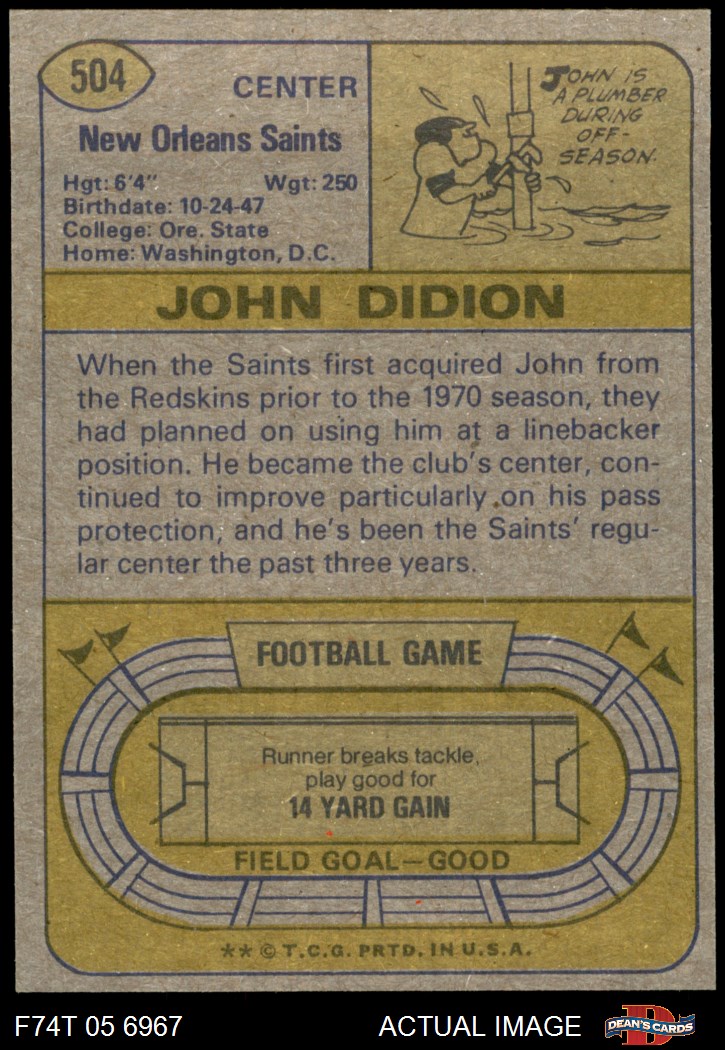 504
CENTER
New Orleans Saints
Hgt: 6'4" Wgt: 250
Birthdate: 10-24-47
College: Ore. State
Home: Washington, D.C.
JOHN IS
A PLUMBER
DURING
OFF-
SEASON.
JOHN DIDION
When the Saints first acquired John from
the Redskins prior to the 1970 season, they
had planned on using him at a linebacker
position. He became the club's center, con-
tinued to improve particularly on his pass
protection, and he's been the Saints' regu-
lar center the past three years.
FOOTBALL GAME
Runner breaks tackle,
play good for
14 YARD GAIN
FIELD GOAL—GOOD
** © T.C.G. PRTD. IN U.S.A.
F74T 05 6967
ACTUAL IMAGE
D
DEAN'S CARDS